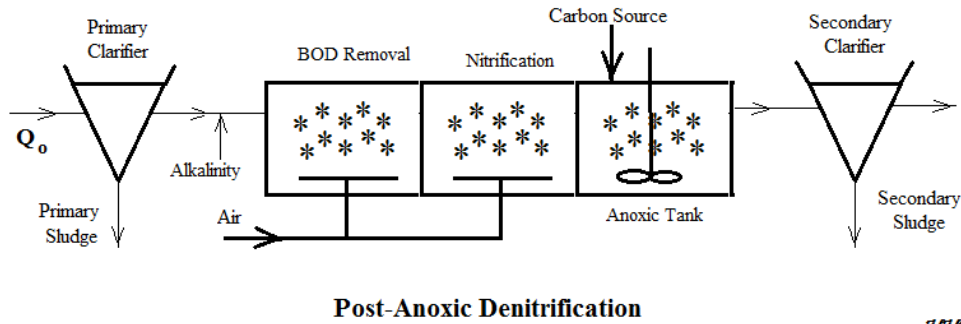 Primary
Clarifier
Carbon Source
Secondary
Clarifier
BOD Removal
Nitrification
Qo
Alkalinity
Primary
Sludge
Air
Anoxic Tank
Secondary
Sludge
Post-Anoxic Denitrification